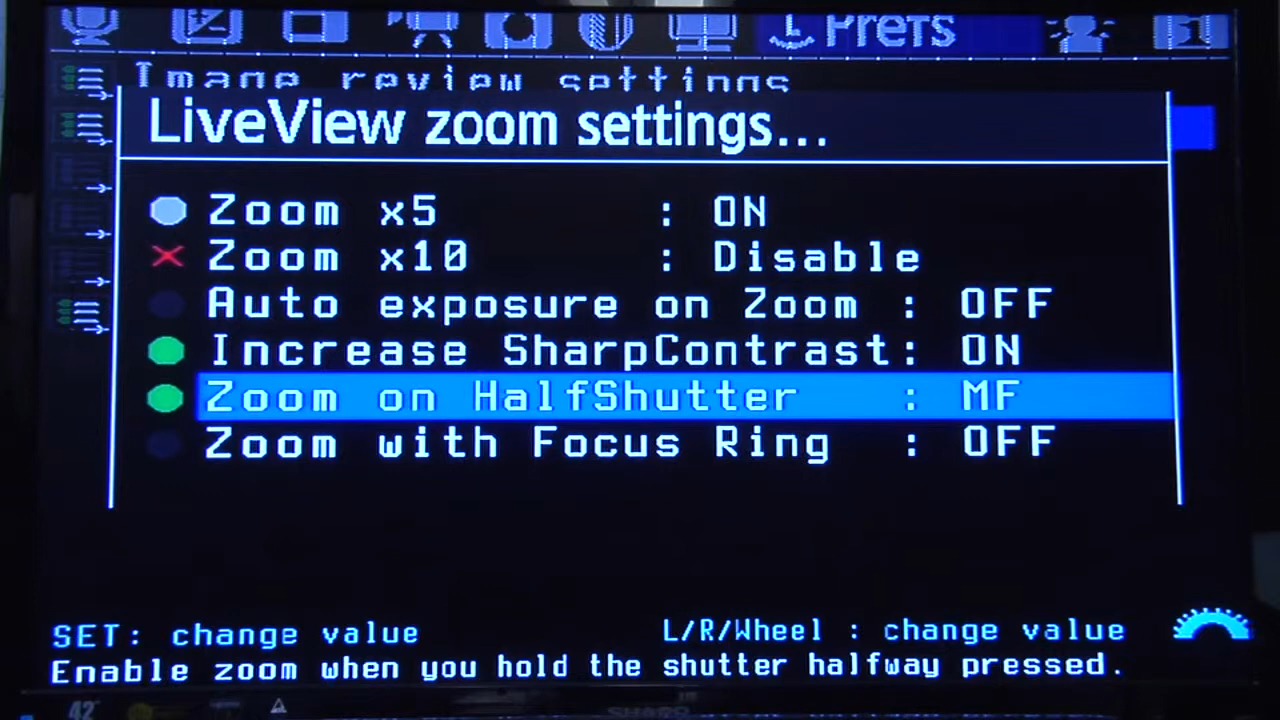 Prefs
Image review settings
LiveView zoom settings...
Zoom x5 : ON
Zoom x10 : Disable
Auto exposure on Zoom : OFF
Increase SharpContrast: ON
Zoom on HalfShutter : MF
Zoom with Focus Ring : OFF
SET: change value
L/R/Wheel : change value
Enable zoom when you hold the shutter halfway pressed.
42"
SHARP